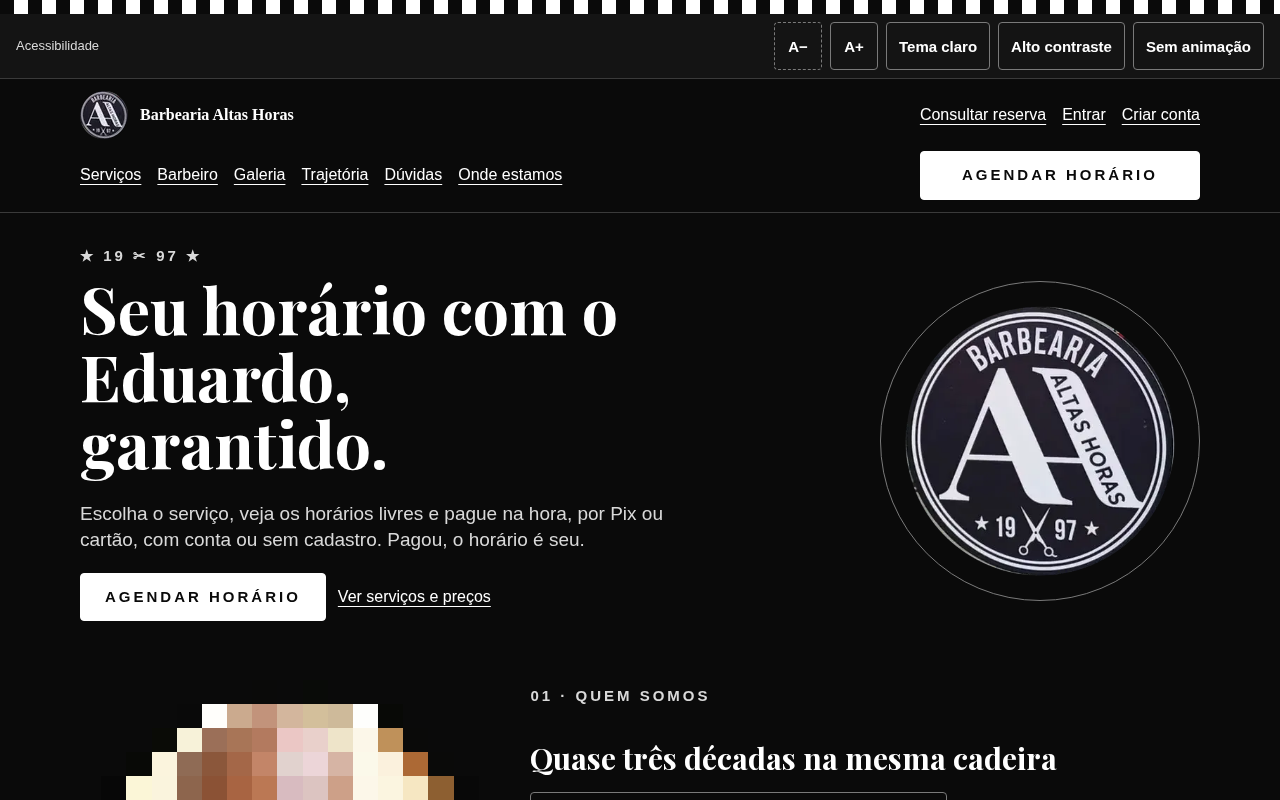 Acessibilidade
A−
A+
Tema claro
Alto contraste
Sem animação
Barbearia Altas Horas
Consultar reserva
Entrar
Criar conta
Serviços
Barbeiro
Galeria
Trajetória
Dúvidas
Onde estamos
AGENDAR HORÁRIO
★ 19 ✂ 97 ★
Seu horário com o
Eduardo,
garantido.
Escolha o serviço, veja os horários livres e pague na hora, por Pix ou
cartão, com conta ou sem cadastro. Pagou, o horário é seu.
AGENDAR HORÁRIO
Ver serviços e preços
BARBEARIA
AA
ALTAS HORAS
★ 19 97 ★
01 · QUEM SOMOS
Quase três décadas na mesma cadeira